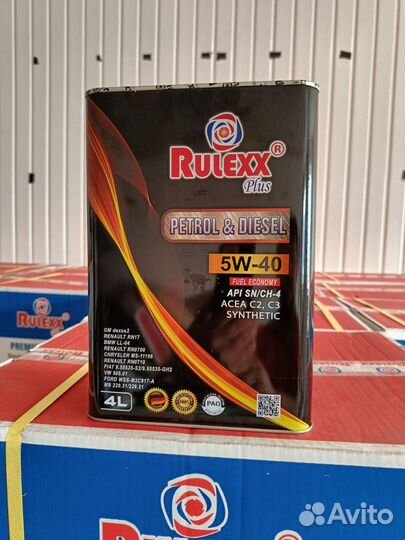 RULEXX®
Plus
PETROL & DIESEL
5W-40
FUEL ECONOMY
API SN/CH-4
ACEA C2, C3
SYNTHETIC
GM dexos2
RENAULT RN17
BMW LL-04
RENAULT RN0700
CHRYSLER MS-11106
RENAULT RN0710
FIAT 9.55535-S2/9.55535-GH2
VW 505.01
FORD WSS-M2C917-A
MB 229.31/229.51
4L
PAO
RULEXX
PREMI
RULEXX
Avito